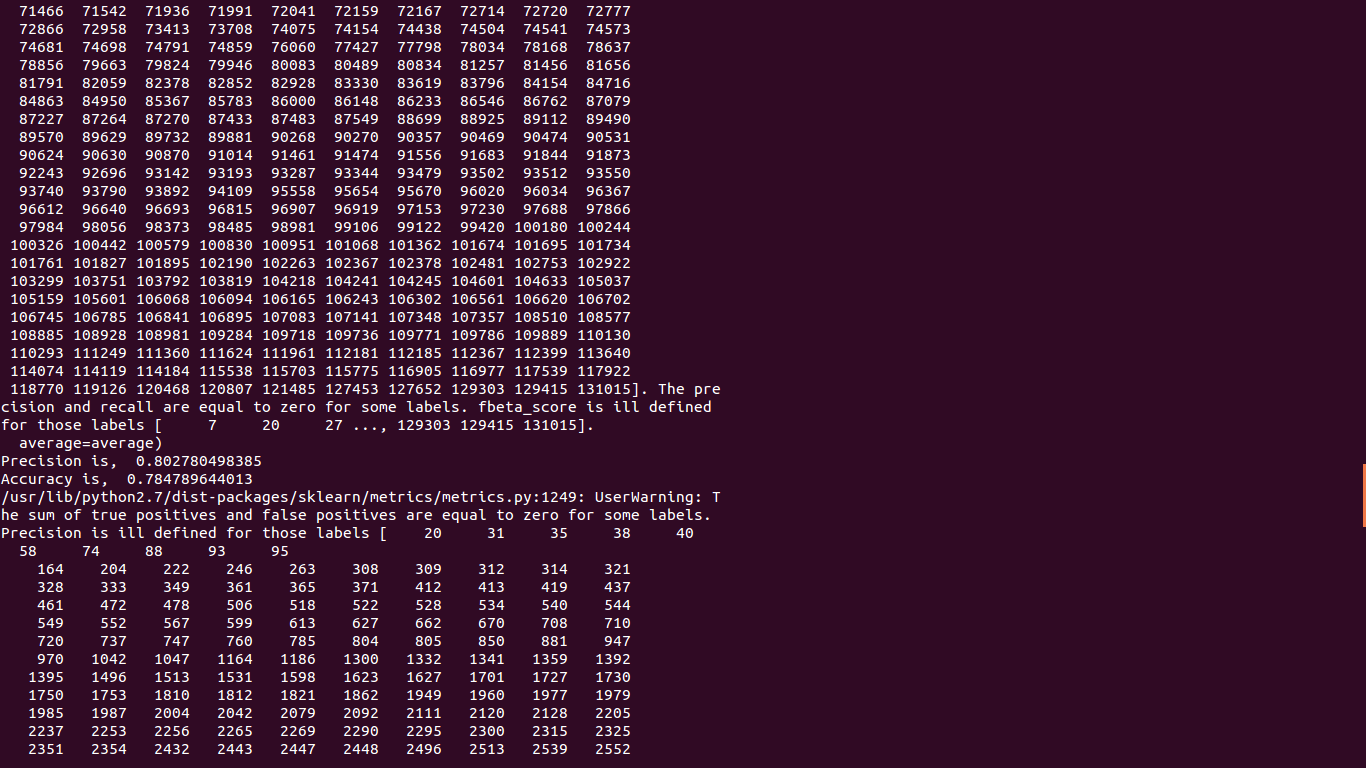 71466 71542 71936 71991 72041 72159 72167 72714 72720 72777
72866 72958 73413 73708 74075 74154 74438 74504 74541 74573
74681 74698 74791 74859 76060 77427 77798 78034 78168 78637
78856 79663 79824 79946 80083 80489 80834 81257 81456 81656
81791 82059 82378 82852 82928 83330 83619 83796 84154 84716
84863 84950 85367 85783 86000 86148 86233 86546 86762 87079
87227 87264 87270 87433 87483 87549 88699 88925 89112 89490
89570 89629 89732 89881 90268 90270 90357 90469 90474 90531
90624 90630 90870 91014 91461 91474 91556 91683 91844 91873
92243 92696 93142 93193 93287 93344 93479 93502 93512 93550
93740 93790 93892 94109 95558 95654 95670 96020 96034 96367
96612 96640 96693 96815 96907 96919 97153 97230 97688 97866
97984 98056 98373 98485 98981 99106 99122 99420 100180 100244
100326 100442 100579 100830 100951 101068 101362 101674 101695 101734
101761 101827 101895 102190 102263 102367 102378 102481 102753 102922
103299 103751 103792 103819 104218 104241 104245 104601 104633 105037
105159 105601 106068 106094 106165 106243 106302 106561 106620 106702
106745 106785 106841 106895 107083 107141 107348 107357 108510 108577
108885 108928 108981 109284 109718 109736 109771 109786 109889 110130
110293 111249 111360 111624 111961 112181 112185 112367 112399 113640
114074 114119 114184 115538 115703 115775 116905 116977 117539 117922
118770 119126 120468 120807 121485 127453 127652 129303 129415 131015]. The pre
cision and recall are equal to zero for some labels. fbeta_score is ill defined
for those labels [ 7 20 27 ..., 129303 129415 131015].
average=average)
Precision is, 0.802780498385
Accuracy is, 0.784789644013
/usr/lib/python2.7/dist-packages/sklearn/metrics/metrics.py:1249: UserWarning: T
he sum of true positives and false positives are equal to zero for some labels.
Precision is ill defined for those labels [ 20 31 35 38 40
58 74 88 93 95
164 204 222 246 263 308 309 312 314 321
328 333 349 361 365 371 412 413 419 437
461 472 478 506 518 522 528 534 540 544
549 552 567 599 613 627 662 670 708 710
720 737 747 760 785 804 805 850 881 947
970 1042 1047 1164 1186 1300 1332 1341 1359 1392
1395 1496 1513 1531 1598 1623 1627 1701 1727 1730
1750 1753 1810 1812 1821 1862 1949 1960 1977 1979
1985 1987 2004 2042 2079 2092 2111 2120 2128 2205
2237 2253 2256 2265 2269 2290 2295 2300 2315 2325
2351 2354 2432 2443 2447 2448 2496 2513 2539 2552